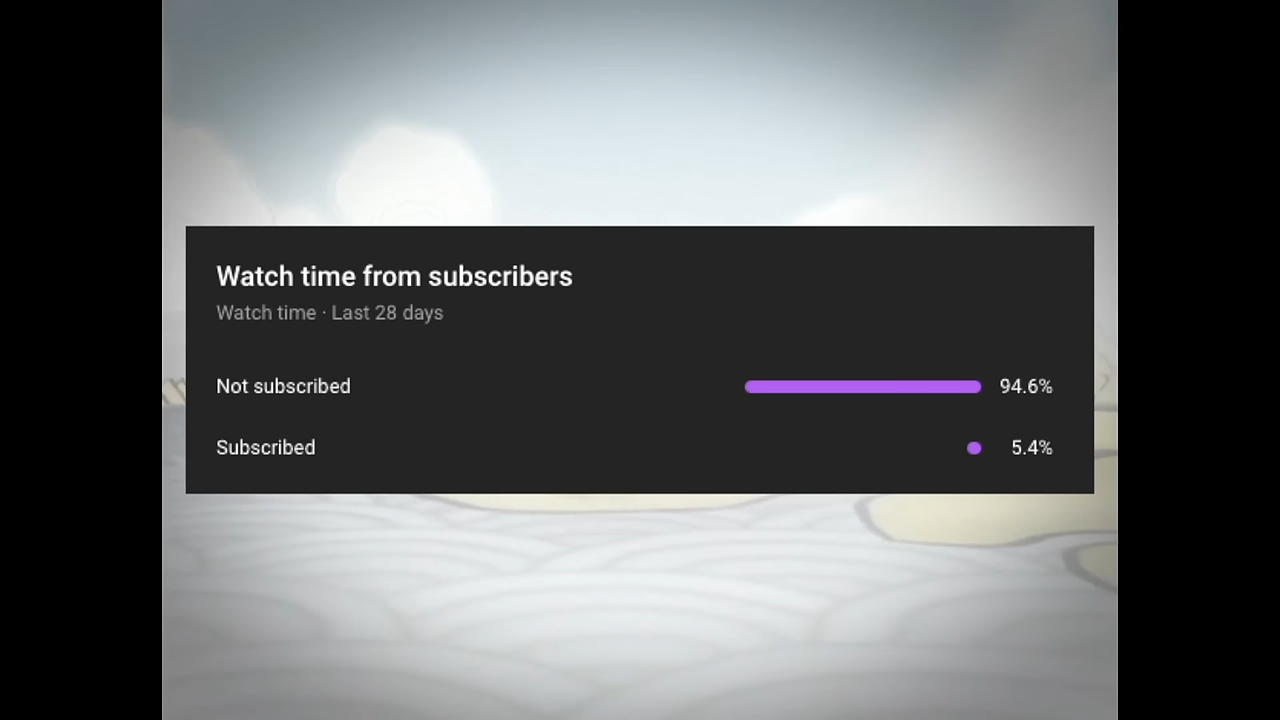 Watch time from subscribers
Watch time · Last 28 days
Not subscribed 94.6%
Subscribed 5.4%